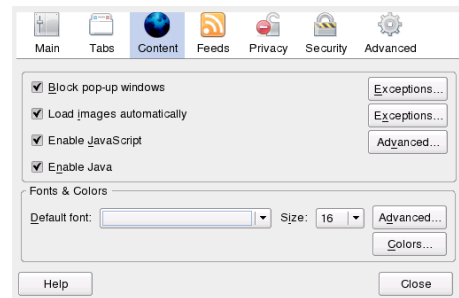 Main Tabs Content Feeds Privacy Security Advanced
Block pop-up windows Exceptions...
Load images automatically Exceptions...
Enable JavaScript Advanced...
Enable Java
Fonts & Colors
Default font: Size: 16 Advanced...
Colors...
Help Close